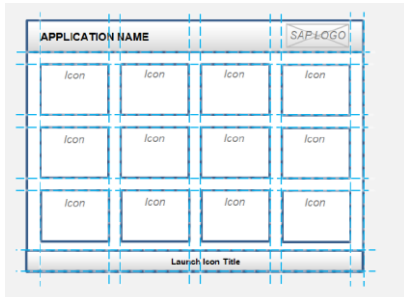 APPLICATION NAME
SAP LOGO
Icon Icon Icon Icon
Icon Icon Icon Icon
Icon Icon Icon Icon
Launch Icon Title